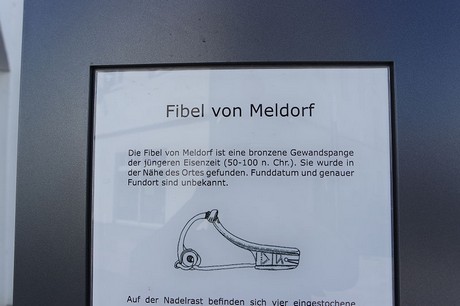 Fibel von Meldorf
Die Fibel von Meldorf ist eine bronzene Gewandspange
der jüngeren Eisenzeit (50-100 n. Chr.). Sie wurde in
der Nähe des Ortes gefunden. Funddatum und genauer
Fundort sind unbekannt.
Auf der Nadelrast befinden sich vier eingestochene